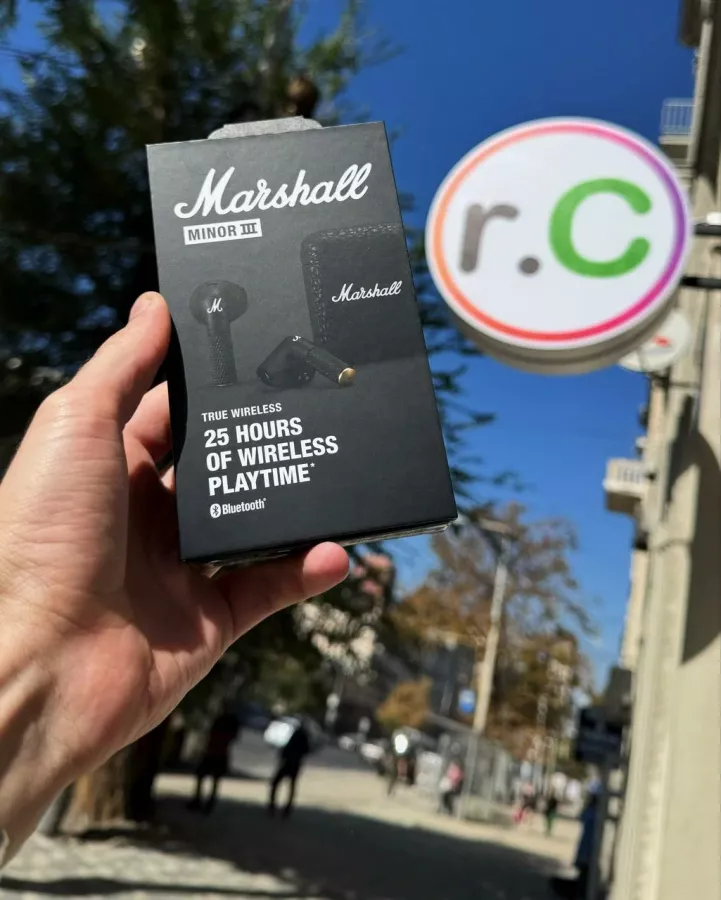 Marshall
MINOR III
M
Marshall
TRUE WIRELESS
25 HOURS
OF WIRELESS
PLAYTIME*
Bluetooth®
r.C